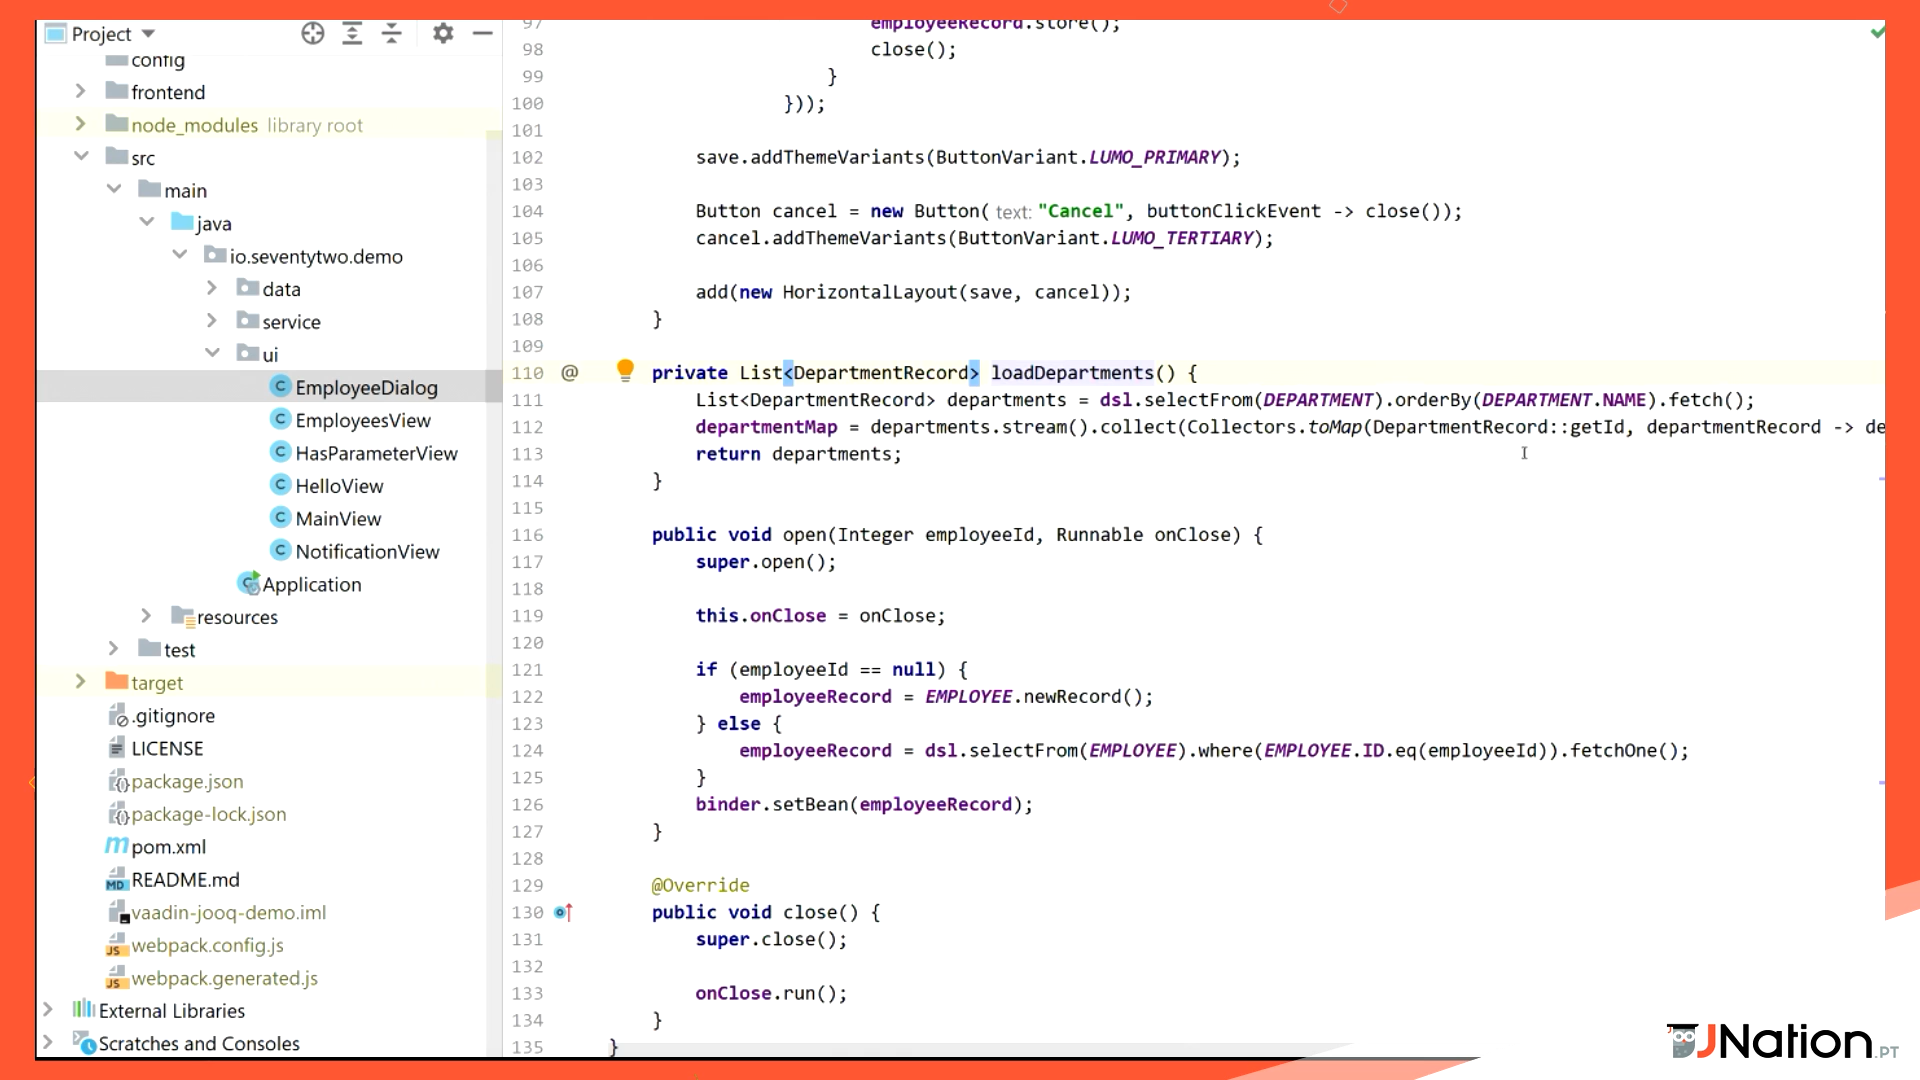 Project
config
frontend
node_modules library root
src
main
java
io.seventytwo.demo
data
service
ui
EmployeeDialog
EmployeesView
HasParameterView
HelloView
MainView
NotificationView
Application
resources
test
target
.gitignore
LICENSE
package.json
package-lock.json
pom.xml
README.md
vaadin-jooq-demo.iml
webpack.config.js
webpack.generated.js
External Libraries
Scratches and Consoles
97 employeeRecord.store();
98 close();
99 }
100 }));
101
102 save.addThemeVariants(ButtonVariant.LUMO_PRIMARY);
103
104 Button cancel = new Button( text: "Cancel", buttonClickEvent -> close());
105 cancel.addThemeVariants(ButtonVariant.LUMO_TERTIARY);
106
107 add(new HorizontalLayout(save, cancel));
108 }
109
110 @ private List<DepartmentRecord> loadDepartments() {
111 List<DepartmentRecord> departments = dsl.selectFrom(DEPARTMENT).orderBy(DEPARTMENT.NAME).fetch();
112 departmentMap = departments.stream().collect(Collectors.toMap(DepartmentRecord::getId, departmentRecord -> de
113 return departments;
114 }
115
116 public void open(Integer employeeId, Runnable onClose) {
117 super.open();
118
119 this.onClose = onClose;
120
121 if (employeeId == null) {
122 employeeRecord = EMPLOYEE.newRecord();
123 } else {
124 employeeRecord = dsl.selectFrom(EMPLOYEE).where(EMPLOYEE.ID.eq(employeeId)).fetchOne();
125 }
126 binder.setBean(employeeRecord);
127 }
128
129 @Override
130 public void close() {
131 super.close();
132
133 onClose.run();
134 }
135 }
JNation.PT